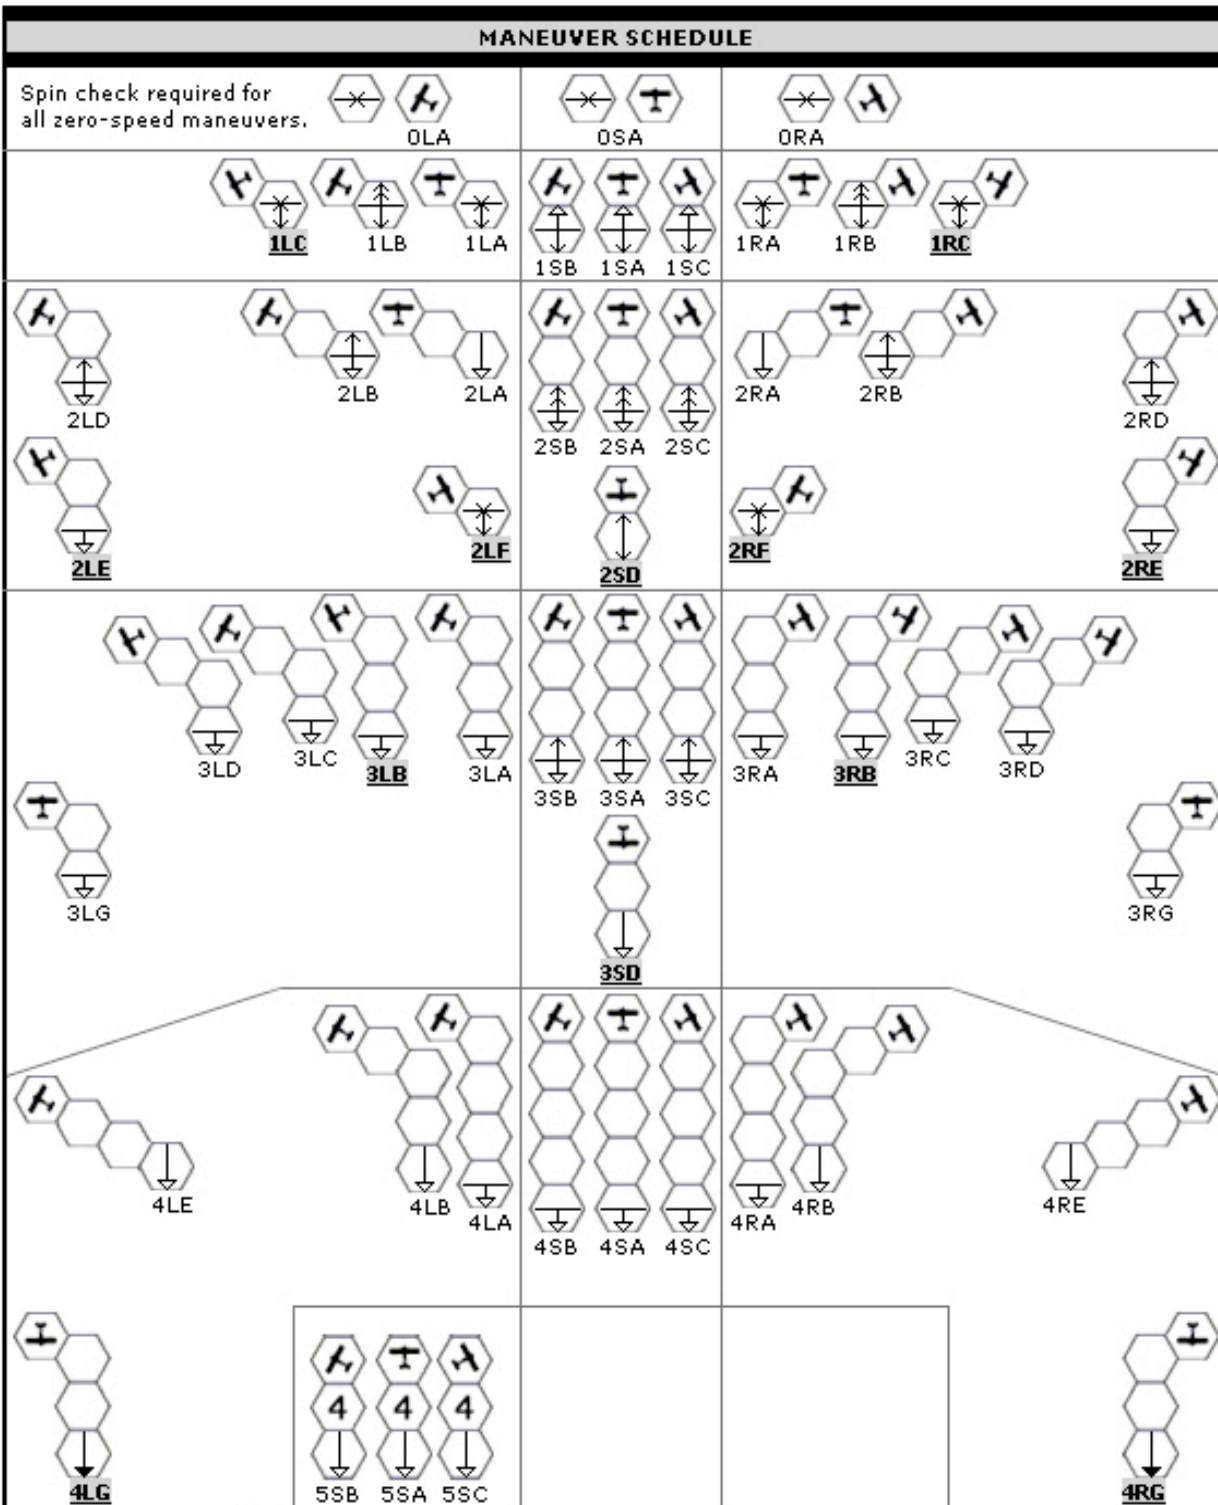 MANEUVER SCHEDULE
Spin check required for
all zero-speed maneuvers.
0LA 0SA 0RA
1LC 1LB 1LA 1SB 1SA 1SC 1RA 1RB 1RC
2LD 2LB 2LA 2SB 2SA 2SC 2RA 2RB 2RD
2LE 2LF 2SD 2RF 2RE
3LD 3LC 3LB 3LA 3SB 3SA 3SC 3RA 3RB 3RC 3RD
3LG 3SD 3RG
4LE 4LB 4LA 4SB 4SA 4SC 4RA 4RB 4RE
4 4 4
4LG 5SB 5SA 5SC 4RG